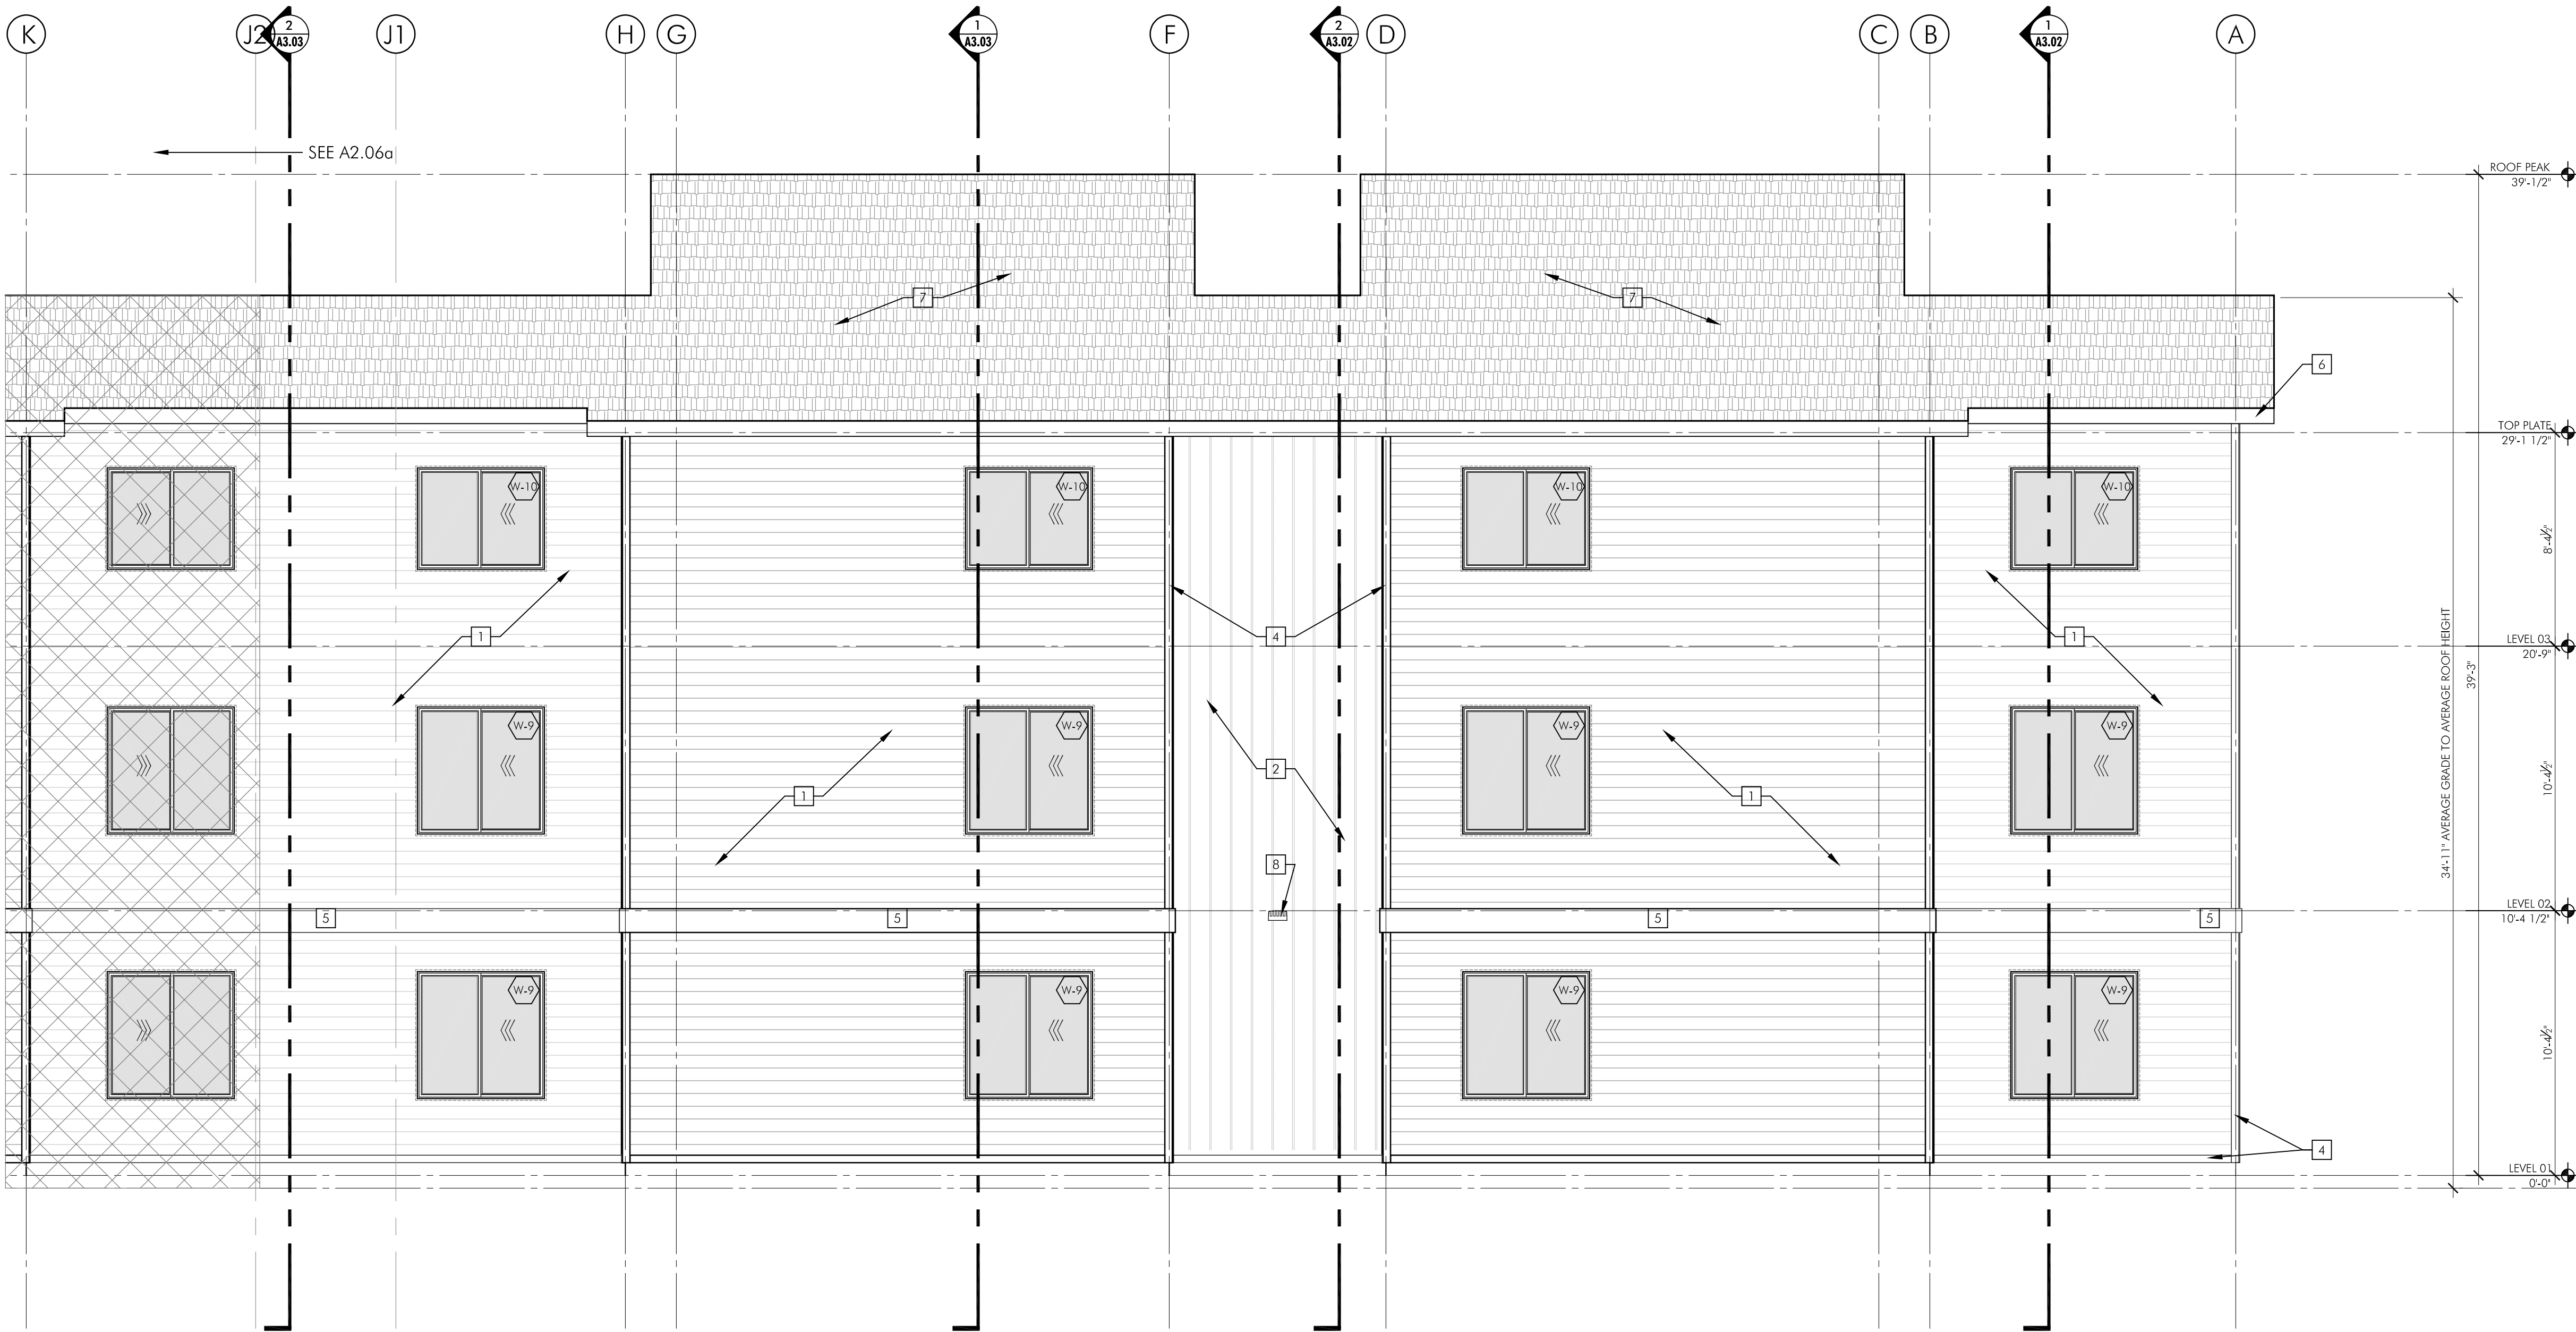 K
J2
2
A3.03
J1
H
G
1
A3.03
F
2
A3.02
D
C
B
1
A3.02
A
SEE A2.06a
ROOF PEAK
39'-1/2"
7
7
6
TOP PLATE
29'-1 1/2"
W-10
W-10
W-10
W-10
8'-4½"
1
4
1
LEVEL 03
20'-9"
39'-3"
34'-11" AVERAGE GRADE TO AVERAGE ROOF HEIGHT
W-9
W-9
W-9
W-9
2
1
1
10'-4½"
8
5
5
5
5
LEVEL 02
10'-4 1/2"
W-9
W-9
W-9
W-9
10'-4½"
4
LEVEL 01
0'-0"